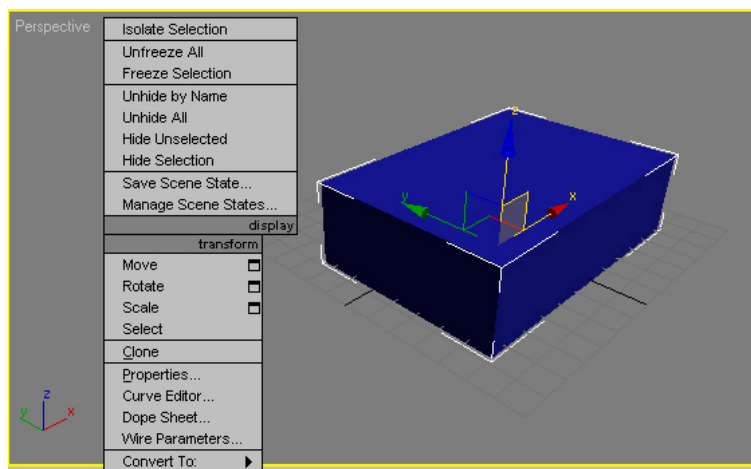 Perspective
Isolate Selection
Unfreeze All
Freeze Selection
Unhide by Name
Unhide All
Hide Unselected
Hide Selection
Save Scene State...
Manage Scene States...
display
transform
Move
Rotate
Scale
Select
Clone
Properties...
Curve Editor...
Dope Sheet...
Wire Parameters...
Convert To:
z
y
x
z
y
x